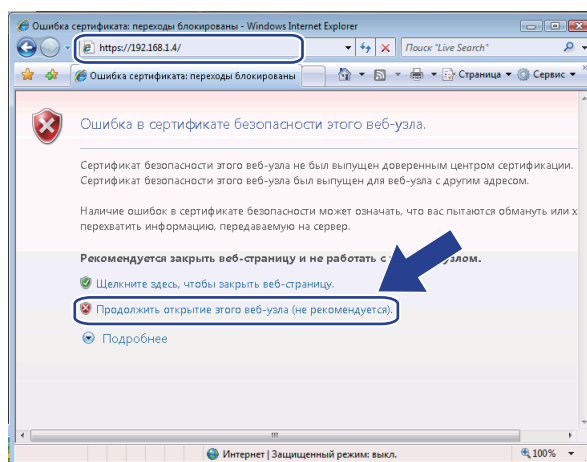 Ошибка сертификата: переходы блокированы - Windows Internet Explorer
https://192.168.1.4/
Поиск "Live Search"
Ошибка сертификата: переходы блокированы
Страница
Сервис
Ошибка в сертификате безопасности этого веб-узла.
Сертификат безопасности этого веб-узла не был выпущен доверенным центром сертификации.
Сертификат безопасности этого веб-узла был выпущен для веб-узла с другим адресом.
Наличие ошибок в сертификате безопасности может означать, что вас пытаются обмануть или х
перехватить информацию, передаваемую на сервер.
Рекомендуется закрыть веб-страницу и не работать с узлом.
Щелкните здесь, чтобы закрыть веб-страницу.
Продолжить открытие этого веб-узла (не рекомендуется).
Подробнее
Интернет | Защищенный режим: выкл.
100%